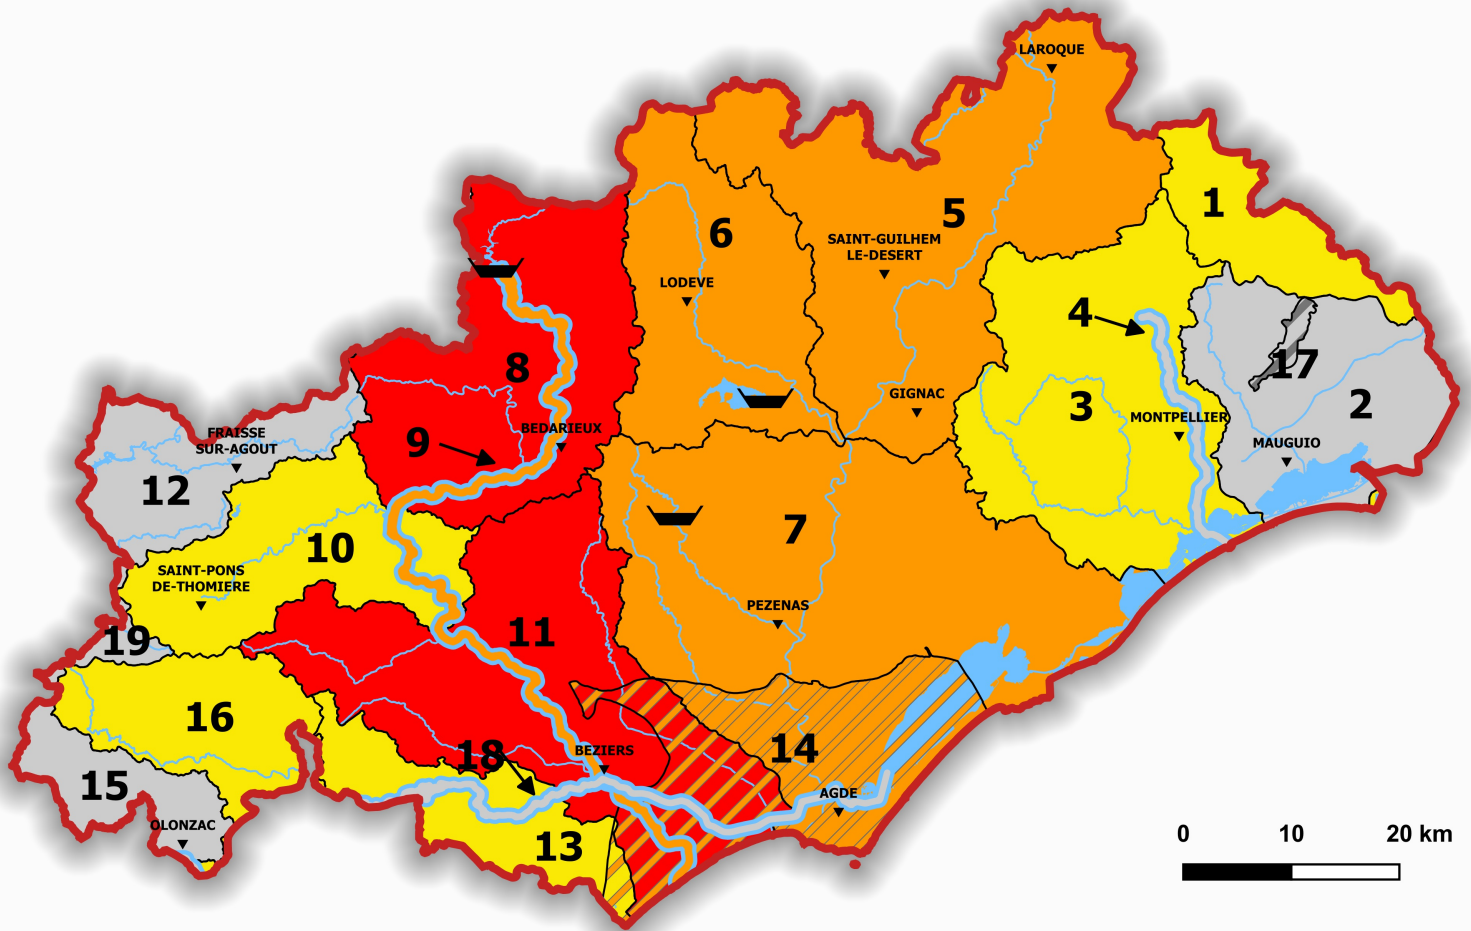 LAROQUE
1
5
6
SAINT-GUILHEM
LE-DESERT
LODEVE
4
8
17
GIGNAC
3
2
MONTPELLIER
BEDARIEUX
9
FRAISSE
SUR-AGOUT
MAUGUIO
12
7
10
SAINT-PONS
DE-THOMIERE
PEZENAS
11
19
16
14
18
BEZIERS
15
AGDE
OLONZAC
13
0 10 20 km